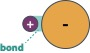 + -
bond